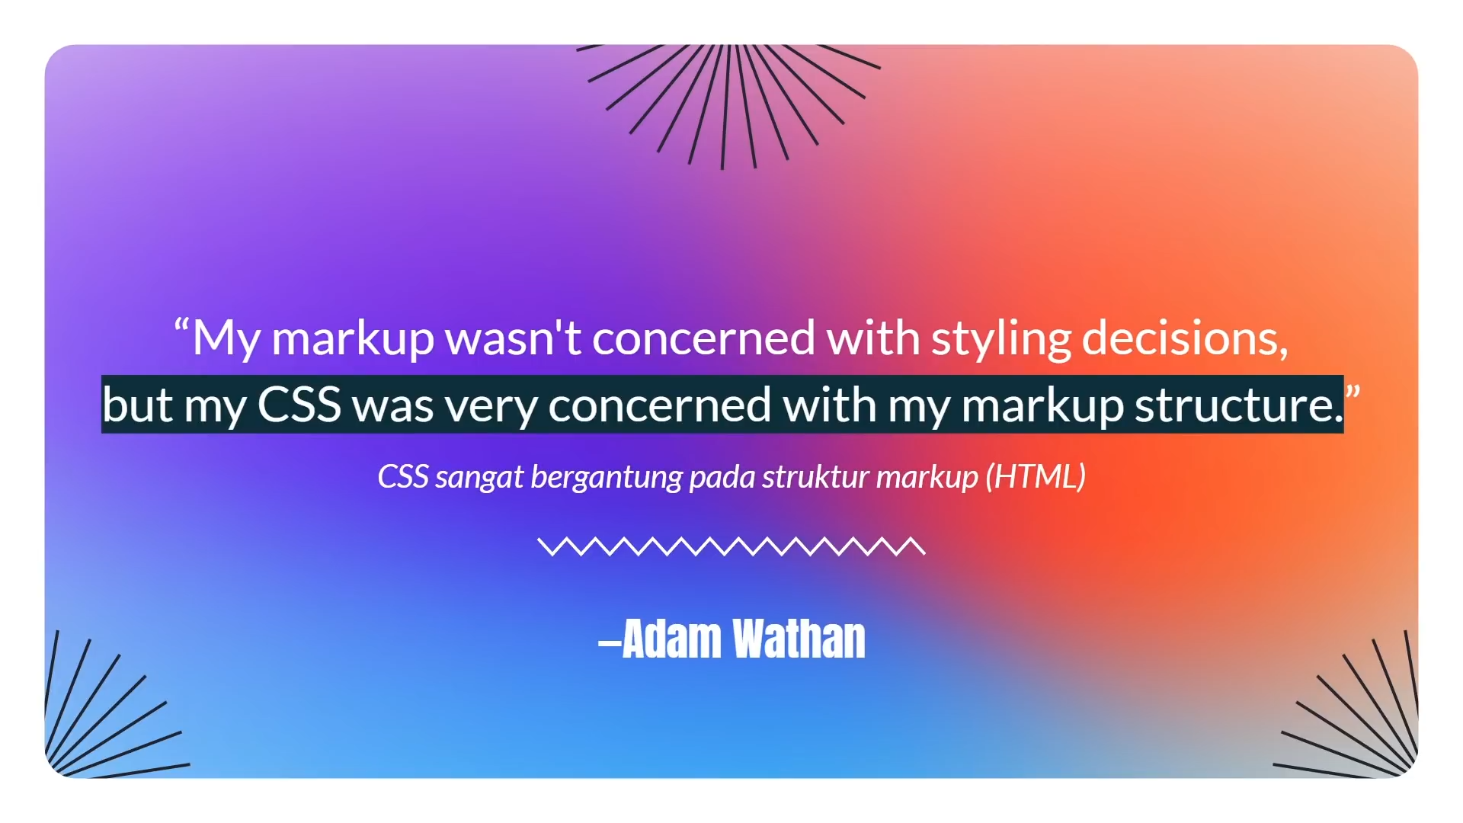 “My markup wasn't concerned with styling decisions,
but my CSS was very concerned with my markup structure.”
CSS sangat bergantung pada struktur markup (HTML)
–Adam Wathan